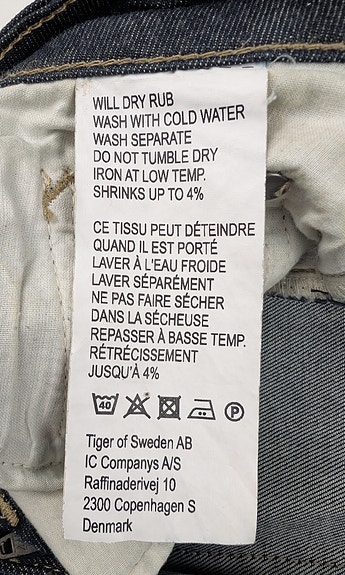 WILL DRY RUB
WASH WITH COLD WATER
WASH SEPARATE
DO NOT TUMBLE DRY
IRON AT LOW TEMP.
SHRINKS UP TO 4%
CE TISSU PEUT DÉTEINDRE
QUAND IL EST PORTÉ
LAVER À L'EAU FROIDE
LAVER SÉPARÉMENT
NE PAS FAIRE SÉCHER
DANS LA SÉCHEUSE
REPASSER À BASSE TEMP.
RÉTRÉCISSEMENT
JUSQU'À 4%
40 P
Tiger of Sweden AB
IC Companys A/S
Raffinaderivej 10
2300 Copenhagen S
Denmark